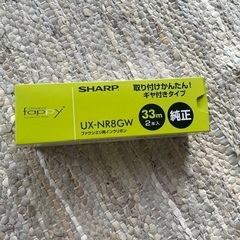 fappy
SHARP
UX-NR8GW
ファクシミリ用インクリボン
取り付けかんたん!
ギヤ付きタイプ
33m
2本入
純正